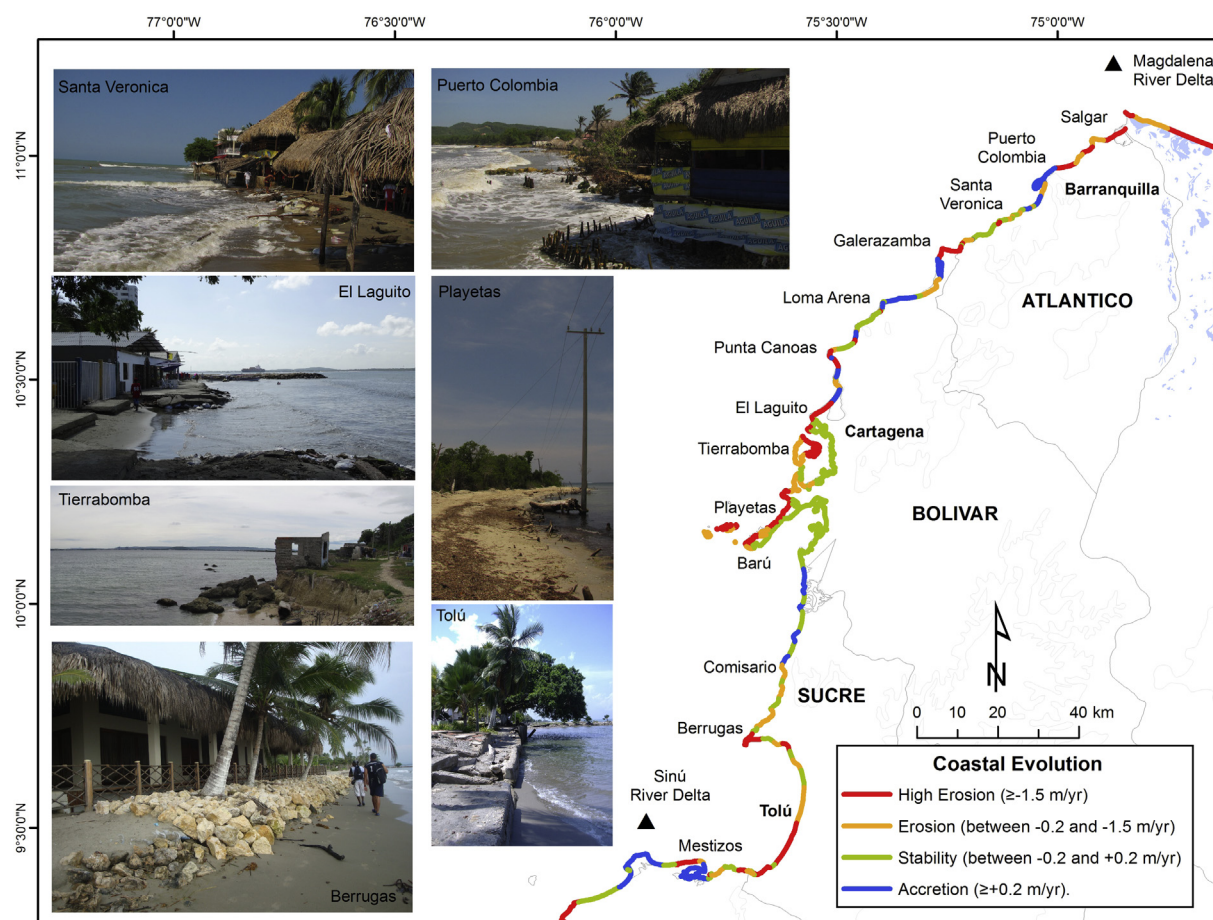 77°0'0"W
76°30'0"W
76°0'0"W
75°30'0"W
75°0'0"W
11°0'0"N
10°30'0"N
10°0'0"N
9°30'0"N
Santa Veronica
Puerto Colombia
El Laguito
Playetas
Tierrabomba
Tolú
Berrugas
Magdalena
River Delta
Salgar
Puerto
Colombia
Barranquilla
Santa
Veronica
Galerazamba
ATLANTICO
Loma Arena
Punta Canoas
El Laguito
Cartagena
Tierrabomba
Playetas
BOLIVAR
Barú
Comisario
SUCRE
N
Berrugas
0 10 20 40 km
Sinú
River Delta
Tolú
Mestizos
Coastal Evolution
High Erosion (≥-1.5 m/yr)
Erosion (between -0.2 and -1.5 m/yr)
Stability (between -0.2 and +0.2 m/yr)
Accretion (≥+0.2 m/yr).